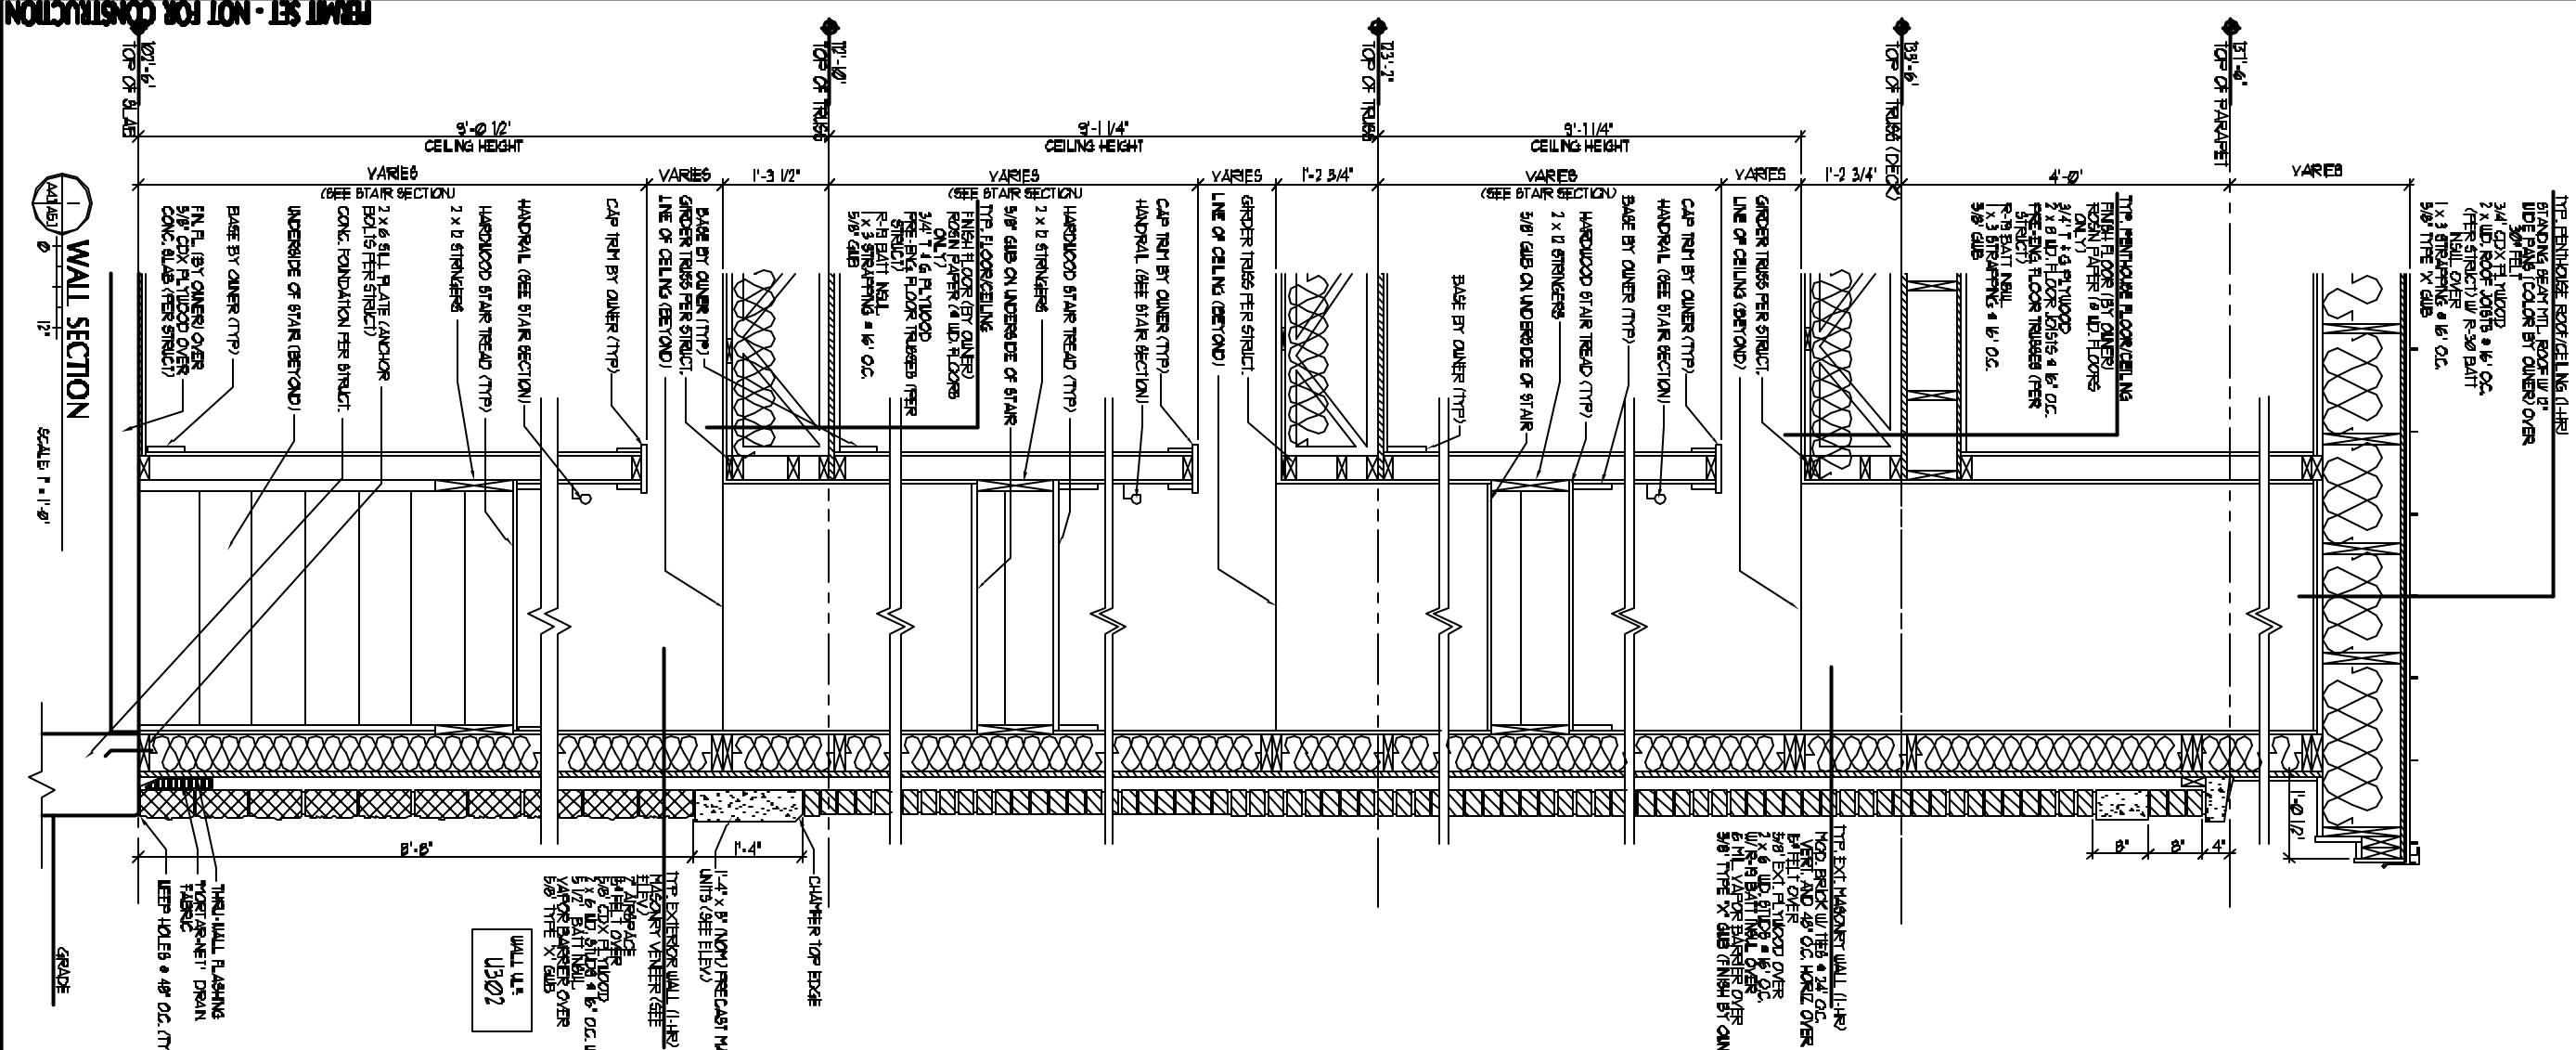 PERMIT SET - NOT FOR CONSTRUCTION
102'-6"
TOP OF SLAB
112'-10"
TOP OF TRUSS
123'-2"
TOP OF TRUSS
TOP OF TRUSS (DECK)
137'-6"
TOP OF PARAPET
9'-0 1/2"
CEILING HEIGHT
9'-1 1/4"
CEILING HEIGHT
9'-1 1/4"
CEILING HEIGHT
VARIES
(SEE STAIR SECTION)
VARIES
1'-3 1/2"
VARIES
(SEE STAIR SECTION)
VARIES
1'-2 3/4"
VARIES
(SEE STAIR SECTION)
VARIES
1'-2 3/4"
4'-0"
VARIES
TYP. PENTHOUSE ROOF/CEILING (1-HR)
STANDING SEAM MTL. ROOF W/ 12"
WIDE PANS (COLOR BY OWNER) OVER
30# FELT
3/4" CDX PLYWOOD
2 x WD. ROOF JOISTS @ 16" O.C.
(PER STRUCT) W/ R-30 BATT
INSUL OVER
1 x 3 STRAPPING @ 16" O.C.
5/8" TYPE 'X' GWB
TYP. PENTHOUSE FLOOR/CEILING
FINISH FLOOR (BY OWNER)
ROSIN PAPER (@ WD. FLOORS
ONLY)
3/4" T & G PLYWOOD
2 x 8 WD. FLOOR JOISTS @ 16" O.C.
PRE-ENG. FLOOR TRUSSES (PER
STRUCT)
R-19 BATT INSUL
1 x 3 STRAPPING @ 16" O.C.
5/8" GWB
LINE OF CEILING (BEYOND)
GIRDER TRUSS PER STRUCT.
CAP TRIM BY OWNER (TYP)
HANDRAIL (SEE STAIR SECTION)
BASE BY OWNER (TYP)
HARDWOOD STAIR TREAD (TYP)
2 x 12 STRINGERS
5/8" GWB ON UNDERSIDE OF STAIR
BASE BY OWNER (TYP)
GIRDER TRUSS PER STRUCT.
LINE OF CEILING (BEYOND)
CAP TRIM BY OWNER (TYP)
HANDRAIL (SEE STAIR SECTION)
HARDWOOD STAIR TREAD (TYP)
2 x 12 STRINGERS
5/8" GWB ON UNDERSIDE OF STAIR
TYP. FLOOR/CEILING
FINISH FLOOR (BY OWNER)
ROSIN PAPER (@ WD. FLOORS
ONLY)
3/4" T & G PLYWOOD
PRE-ENG. FLOOR TRUSSES (PER
STRUCT)
R-19 BATT INSUL
1 x 3 STRAPPING @ 16" O.C.
5/8" GWB
BASE BY OWNER (TYP)
GIRDER TRUSS PER STRUCT.
LINE OF CEILING (BEYOND)
CAP TRIM BY OWNER (TYP)
HANDRAIL (SEE STAIR SECTION)
HARDWOOD STAIR TREAD (TYP)
2 x 12 STRINGERS
2 x 6 SILL PLATE (ANCHOR
BOLTS PER STRUCT)
CONC. FOUNDATION PER STRUCT.
UNDERSIDE OF STAIR (BEYOND)
BASE BY OWNER (TYP)
FIN. FL. (BY OWNER) OVER
5/8" CDX PLYWOOD OVER
CONC. SLAB (PER STRUCT)
1
WALL SECTION
0
12"
SCALE: 1" = 1'-0"
8'-8"
1'-4"
8"
8"
4"
1'-0 1/2"
CHAMFER TOP EDGE
1'-4" x 8" (NOM.) PRECAST
UNITS (SEE ELEV.)
TYP. EXTERIOR WALL (1-HR)
MASONRY VENEER (SEE
ELEV)
AIRSPACE
FELT OVER
5/8" CDX PLYWOOD
2 x 6 WD. STUDS @ 16" O.C.
5 1/2" BATT INSUL
VAPOR BARRIER OVER
5/8" TYPE 'X' GWB
WALL UL#:
U302
THRU-WALL FLASHING
'MORTAR-NET' DRAIN
FABRIC
WEEP HOLES @ 48" O.C.
GRADE
TYP. EXT. MASONRY WALL (1-HR)
MOD. BRICK W/ TIES @ 24" O.C.
VERT. AND 48" O.C. HORIZ. OVER
15# FELT OVER
5/8" EXT. PLYWOOD OVER
2 x 6 WD. STUDS @ 16" O.C.
W/ R-19 BATT INSUL OVER
6 MIL VAPOR BARRIER OVER
5/8" TYPE 'X' GWB (FINISH BY